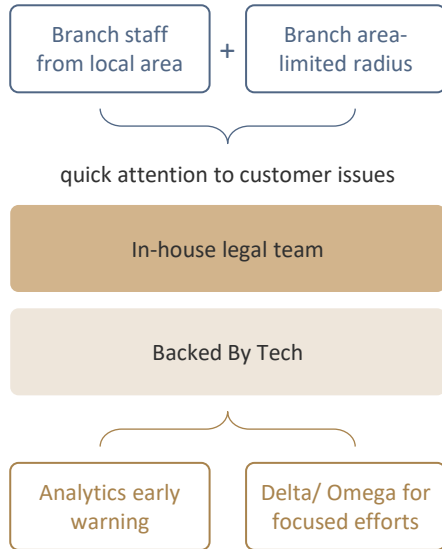 Branch staff
from local area
+
Branch area-
limited radius
quick attention to customer issues
In-house legal team
Backed By Tech
Analytics early
warning
Delta/ Omega for
focused efforts